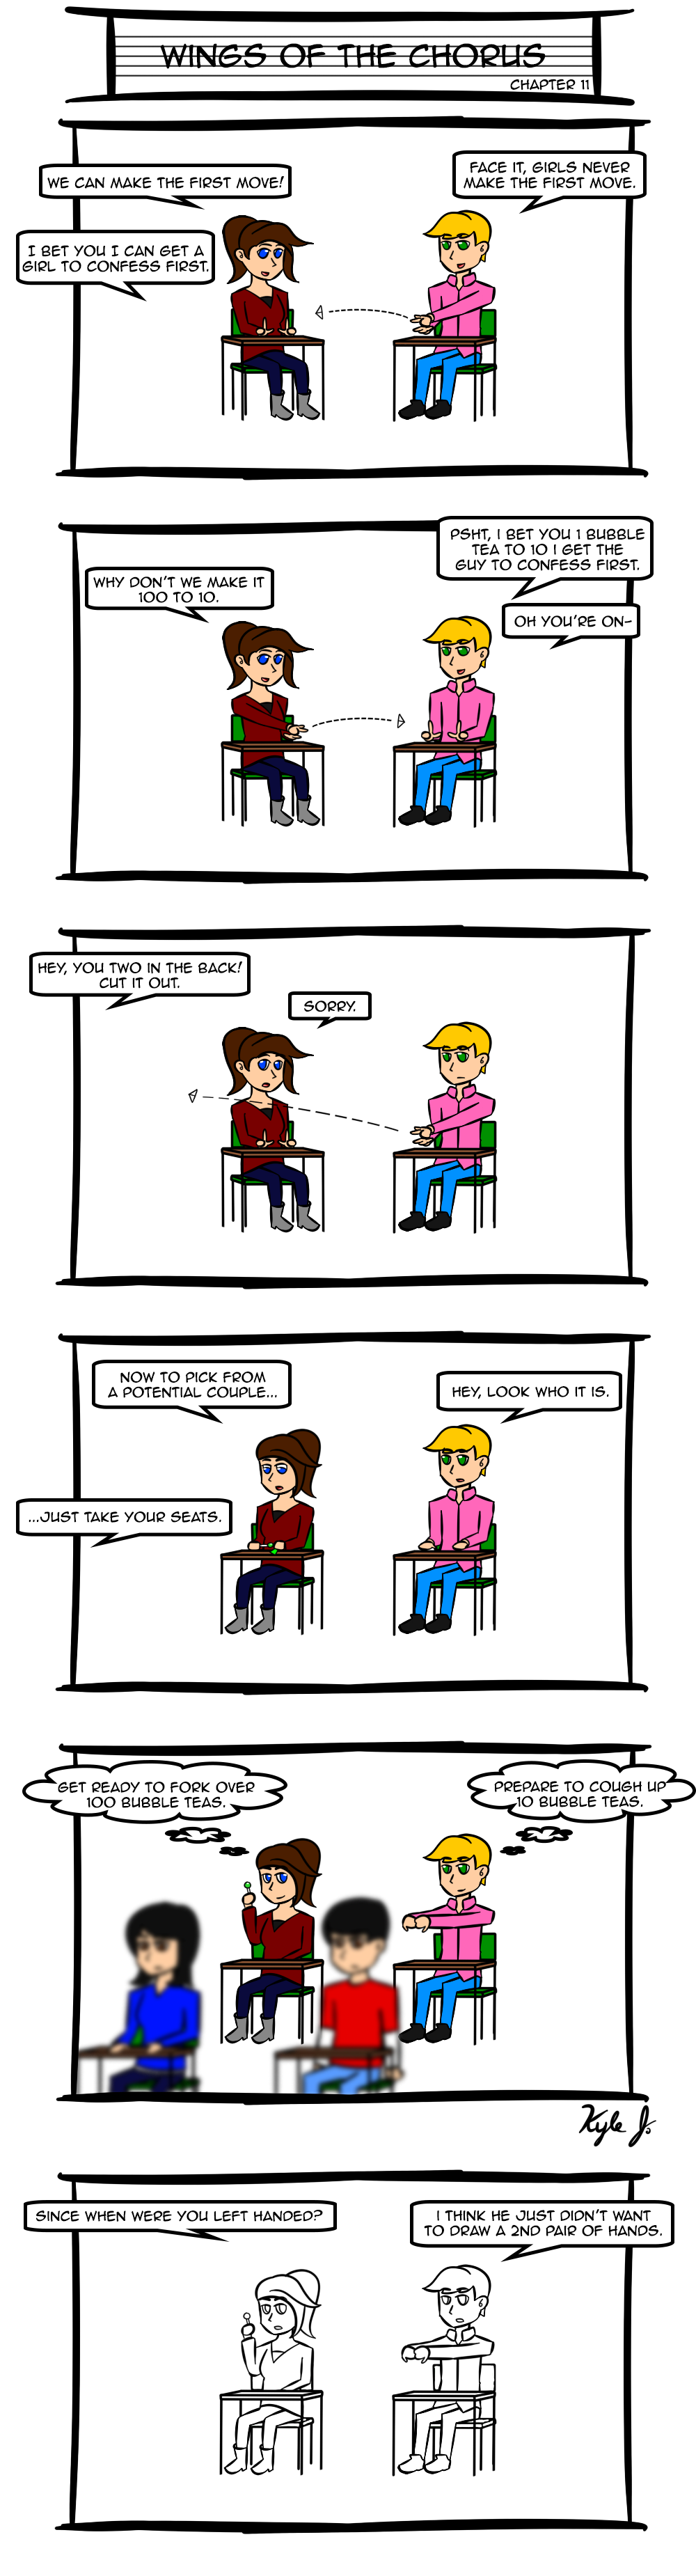 WINGS OF THE CHORUS
CHAPTER 11
WE CAN MAKE THE FIRST MOVE!
FACE IT, GIRLS NEVER
MAKE THE FIRST MOVE.
I BET YOU I CAN GET A
GIRL TO CONFESS FIRST.
PSHT, I BET YOU 1 BUBBLE
TEA TO 10 I GET THE
GUY TO CONFESS FIRST.
WHY DON'T WE MAKE IT
100 TO 10.
OH YOU'RE ON-
HEY, YOU TWO IN THE BACK!
CUT IT OUT.
SORRY.
NOW TO PICK FROM
A POTENTIAL COUPLE...
HEY, LOOK WHO IT IS.
...JUST TAKE YOUR SEATS.
GET READY TO FORK OVER
100 BUBBLE TEAS.
PREPARE TO COUGH UP
10 BUBBLE TEAS.
Kyle J.
SINCE WHEN WERE YOU LEFT HANDED?
I THINK HE JUST DIDN'T WANT
TO DRAW A 2ND PAIR OF HANDS.